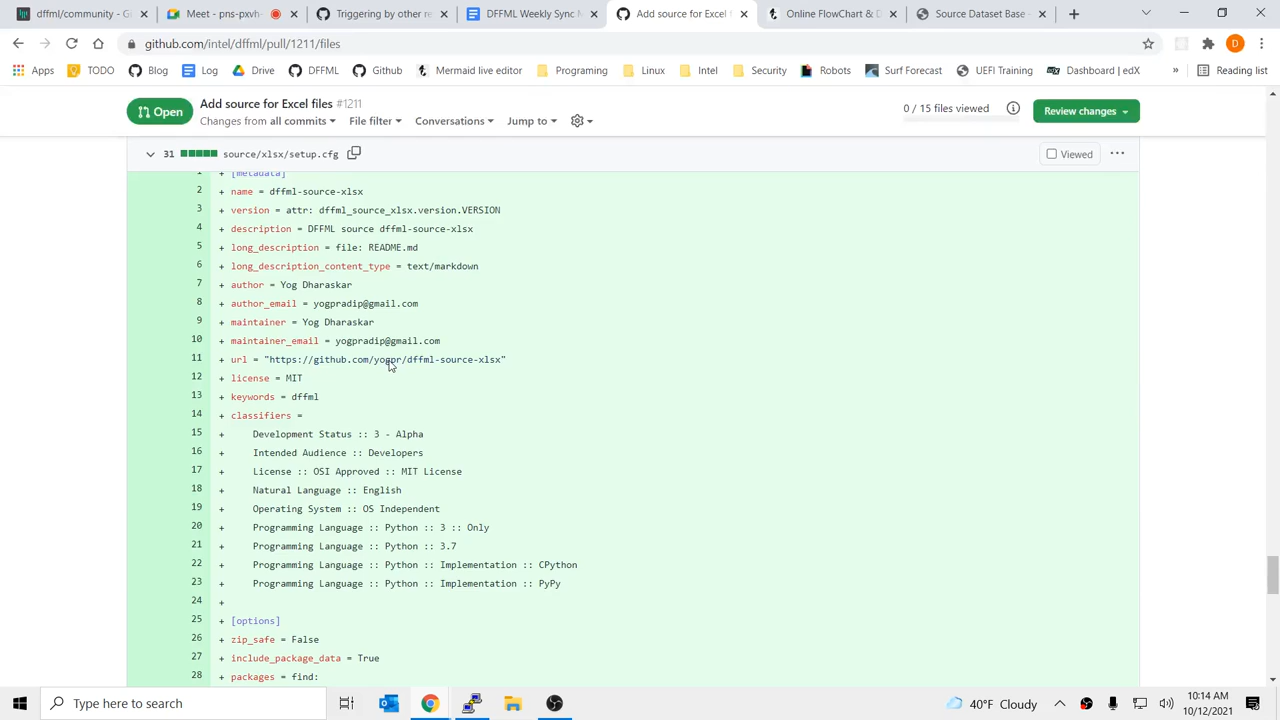 dffml/community - G
Meet - pns-pxvh-
Triggering by other re
DFFML Weekly Sync M
Add source for Excel f
Online FlowChart & D
Source Dataset Base -
github.com/intel/dffml/pull/1211/files
D
Apps
TODO
Blog
Log
Drive
DFFML
Github
Mermaid live editor
Programing
Linux
Intel
Security
Robots
Surf Forecast
UEFI Training
Dashboard | edX
»
Reading list
Open
Add source for Excel files #1211
Changes from all commits
File filter
Conversations
Jump to
0 / 15 files viewed
Review changes
31 source/xlsx/setup.cfg
Viewed
1 + [metadata]
2 + name = dffml-source-xlsx
3 + version = attr: dffml_source_xlsx.version.VERSION
4 + description = DFFML source dffml-source-xlsx
5 + long_description = file: README.md
6 + long_description_content_type = text/markdown
7 + author = Yog Dharaskar
8 + author_email = yogpradip@gmail.com
9 + maintainer = Yog Dharaskar
10 + maintainer_email = yogpradip@gmail.com
11 + url = "https://github.com/yogpr/dffml-source-xlsx"
12 + license = MIT
13 + keywords = dffml
14 + classifiers =
15 + Development Status :: 3 - Alpha
16 + Intended Audience :: Developers
17 + License :: OSI Approved :: MIT License
18 + Natural Language :: English
19 + Operating System :: OS Independent
20 + Programming Language :: Python :: 3 :: Only
21 + Programming Language :: Python :: 3.7
22 + Programming Language :: Python :: Implementation :: CPython
23 + Programming Language :: Python :: Implementation :: PyPy
24 +
25 + [options]
26 + zip_safe = False
27 + include_package_data = True
28 + packages = find:
Type here to search
40°F Cloudy
10:14 AM
10/12/2021